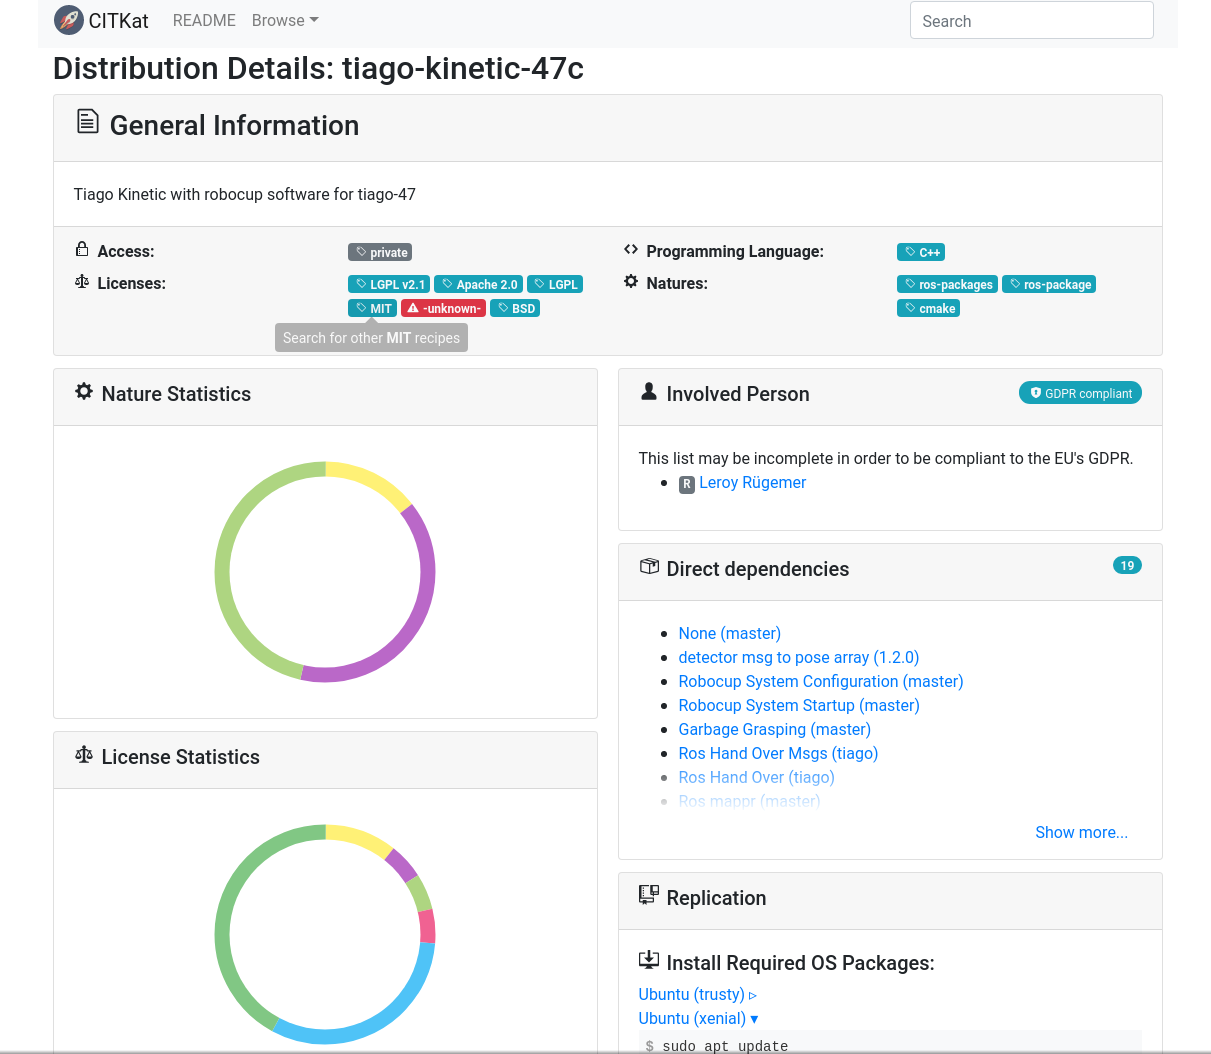 CITKat README Browse Search
Distribution Details: tiago-kinetic-47c
General Information
Tiago Kinetic with robocup software for tiago-47
Access: private
Programming Language: C++
Licenses: LGPL v2.1 Apache 2.0 LGPL
MIT -unknown- BSD
Natures: ros-packages ros-package
cmake
Search for other MIT recipes
Nature Statistics
License Statistics
Involved Person GDPR compliant
This list may be incomplete in order to be compliant to the EU's GDPR.
R Leroy Rügemer
Direct dependencies 19
None (master)
detector msg to pose array (1.2.0)
Robocup System Configuration (master)
Robocup System Startup (master)
Garbage Grasping (master)
Ros Hand Over Msgs (tiago)
Ros Hand Over (tiago)
Ros mappr (master)
Show more...
Replication
Install Required OS Packages:
Ubuntu (trusty) ▹
Ubuntu (xenial) ▾
$ sudo apt update